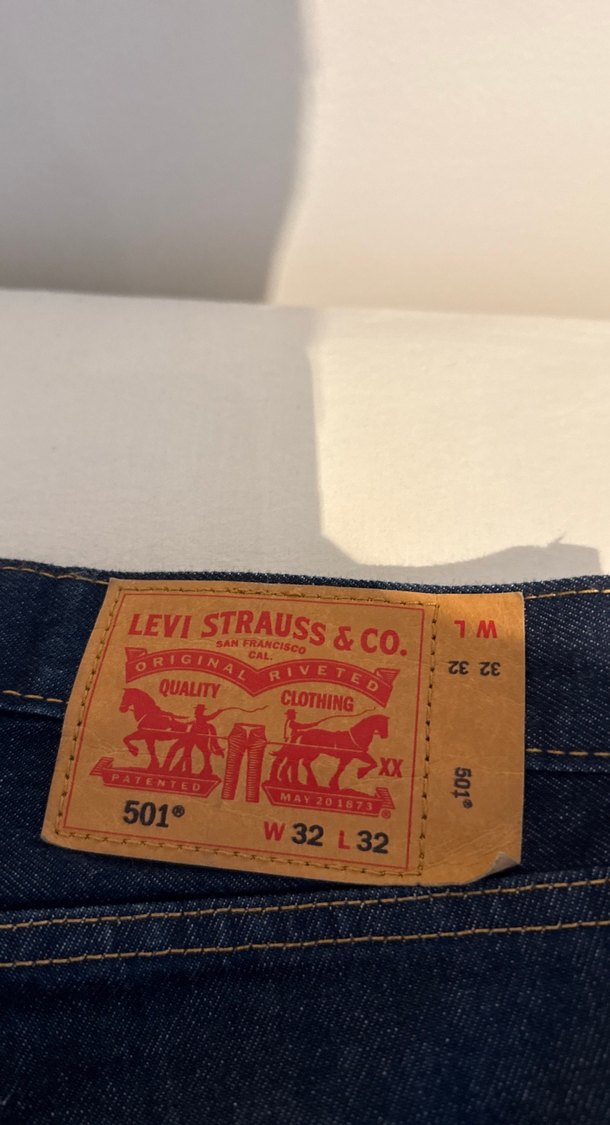 LEVI STRAUSS & CO.
SAN FRANCISCO
CAL.
ORIGINAL RIVETED
QUALITY CLOTHING
XX
PATENTED MAY 20 1873 ®
501®
W 32 L 32
W L
32 32
501®